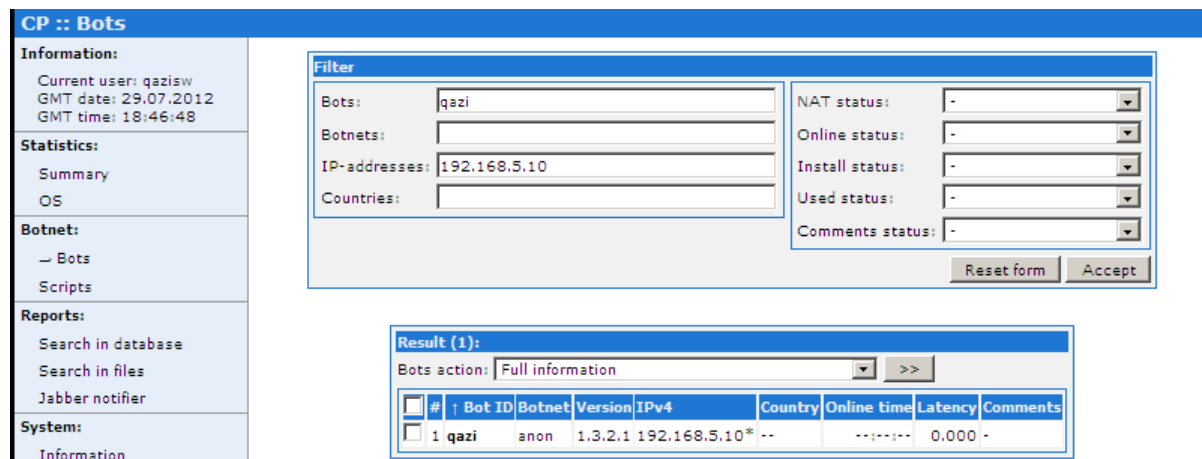 CP :: Bots
Information:
Current user: qazisw
GMT date: 29.07.2012
GMT time: 18:46:48
Statistics:
Summary
OS
Botnet:
→ Bots
Scripts
Reports:
Search in database
Search in files
Jabber notifier
System:
Information
Filter
Bots: qazi
Botnets:
IP-addresses: 192.168.5.10
Countries:
NAT status: -
Online status: -
Install status: -
Used status: -
Comments status: -
Reset form Accept
Result (1):
Bots action: Full information >>
# ↑ Bot ID Botnet Version IPv4 Country Online time Latency Comments
1 qazi anon 1.3.2.1 192.168.5.10* -- --:--:-- 0.000 -